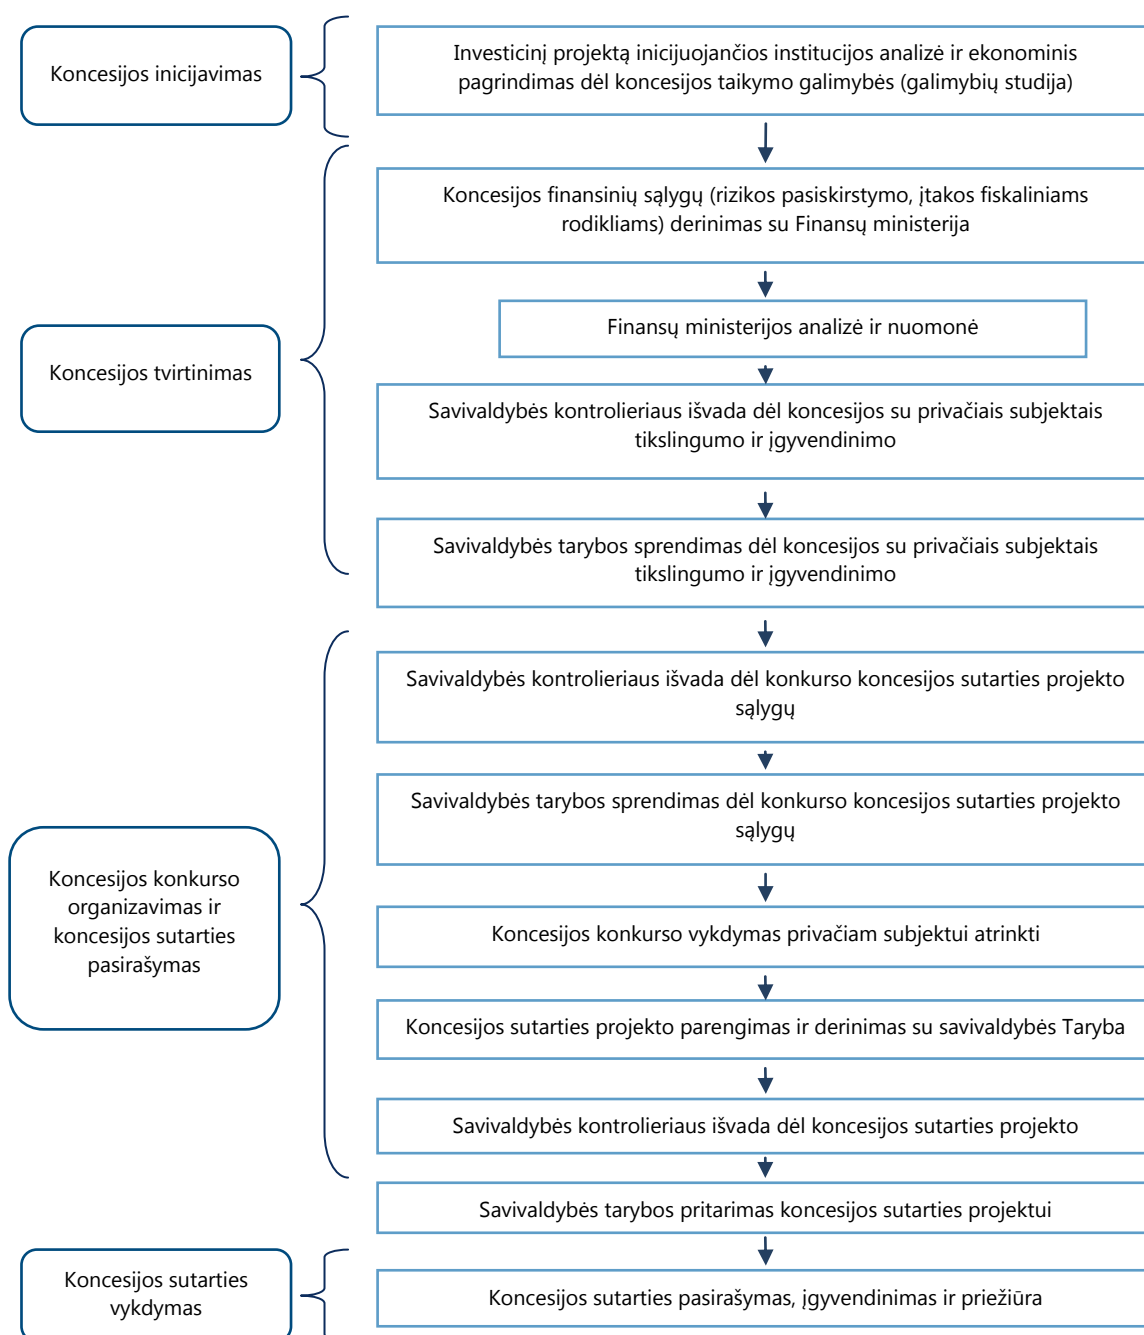 Koncesijos inicijavimas
Investicinį projektą inicijuojančios institucijos analizė ir ekonominis
pagrindimas dėl koncesijos taikymo galimybės (galimybių studija)
Koncesijos tvirtinimas
Koncesijos finansinių sąlygų (rizikos pasiskirstymo, įtakos fiskaliniams
rodikliams) derinimas su Finansų ministerija
Finansų ministerijos analizė ir nuomonė
Savivaldybės kontrolieriaus išvada dėl koncesijos su privačiais subjektais
tikslingumo ir įgyvendinimo
Savivaldybės tarybos sprendimas dėl koncesijos su privačiais subjektais
tikslingumo ir įgyvendinimo
Koncesijos konkurso
organizavimas ir
koncesijos sutarties
pasirašymas
Savivaldybės kontrolieriaus išvada dėl konkurso koncesijos sutarties projekto
sąlygų
Savivaldybės tarybos sprendimas dėl konkurso koncesijos sutarties projekto
sąlygų
Koncesijos konkurso vykdymas privačiam subjektui atrinkti
Koncesijos sutarties projekto parengimas ir derinimas su savivaldybės Taryba
Savivaldybės kontrolieriaus išvada dėl koncesijos sutarties projekto
Savivaldybės tarybos pritarimas koncesijos sutarties projektui
Koncesijos sutarties
vykdymas
Koncesijos sutarties pasirašymas, įgyvendinimas ir priežiūra